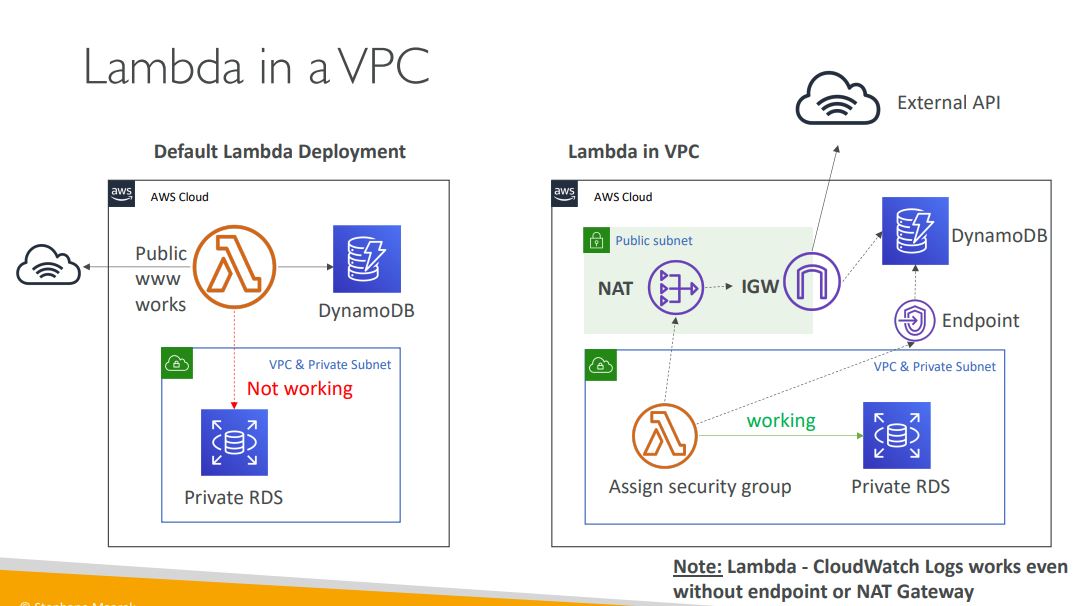 Lambda in a VPC
External API
Default Lambda Deployment
Lambda in VPC
aws
AWS Cloud
Public
www
works
DynamoDB
VPC & Private Subnet
Not working
Private RDS
aws
AWS Cloud
Public subnet
NAT
IGW
DynamoDB
Endpoint
VPC & Private Subnet
working
Assign security group
Private RDS
Note: Lambda - CloudWatch Logs works even
without endpoint or NAT Gateway